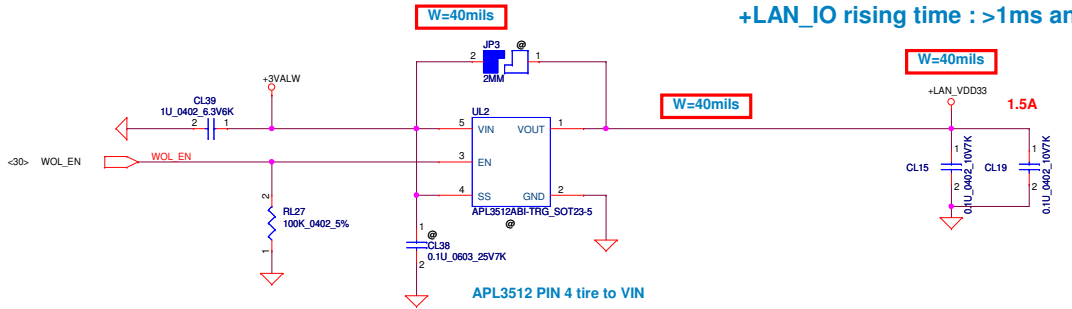 +LAN_IO rising time : >1ms an
W=40mils
JP3
@
2
1
2MM
W=40mils
+LAN_VDD33
1.5A
W=40mils
+3VALW
CL39
1U_0402_6.3V6K
2
1
UL2
5
VIN
VOUT
1
<30>
WOL_EN
WOL_EN
3
EN
4
SS
GND
2
APL3512ABI-TRG_SOT23-5
@
2
RL27
100K_0402_5%
1
1
@
CL38
0.1U_0603_25V7K
2
CL15
1
2
0.1U_0402_10V7K
CL19
1
2
0.1U_0402_10V7K
APL3512 PIN 4 tire to VIN